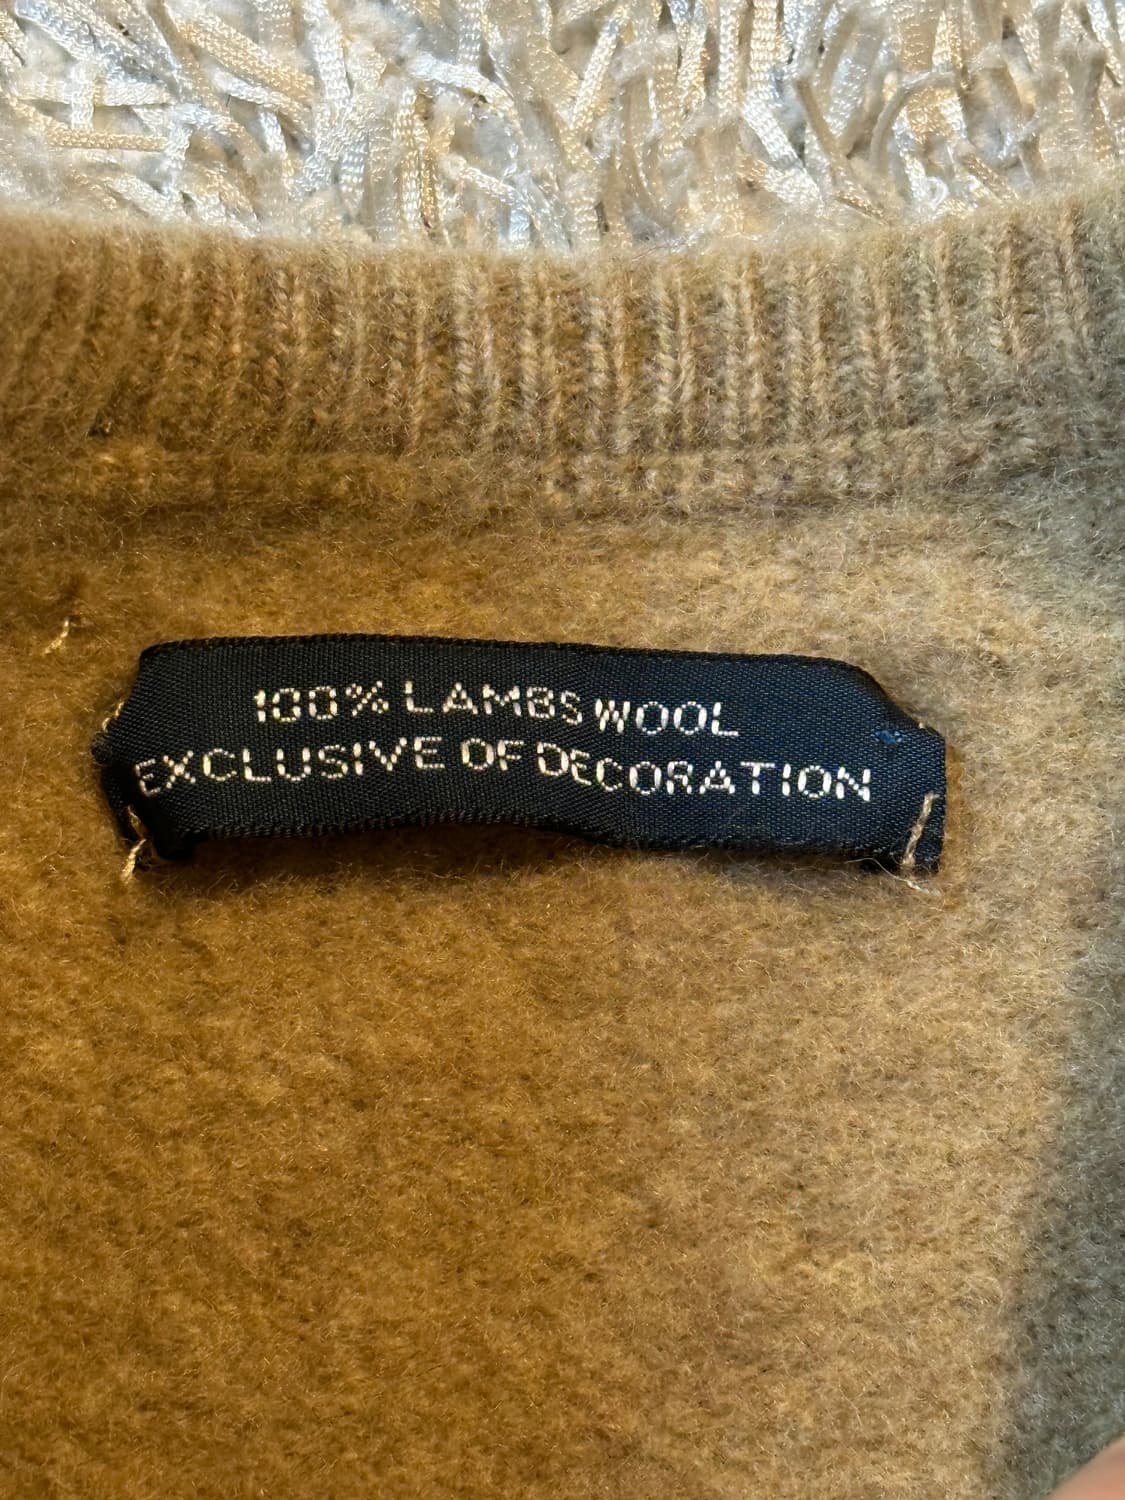 100% LAMBS WOOL
EXCLUSIVE OF DECORATION